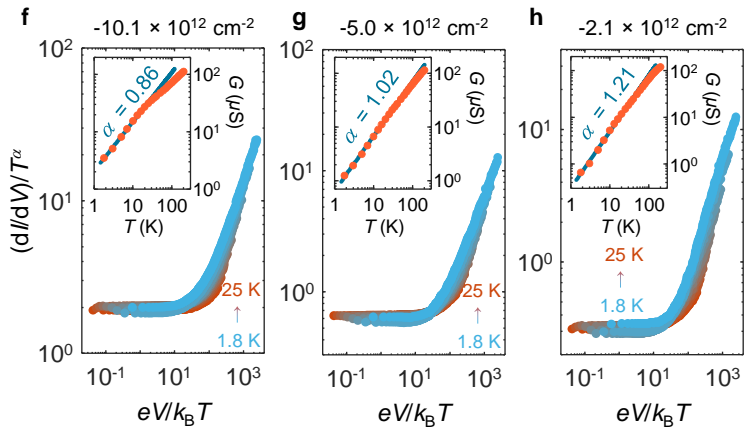 f -10.1 × 10¹² cm⁻²
(dI/dV)/T^α
10²
10¹
10⁰
10⁻¹ 10¹ 10³
eV/k_BT
α = 0.86
G (μS)
10²
10¹
10⁰
1 10 100
T (K)
25 K
↑
1.8 K
g -5.0 × 10¹² cm⁻²
10¹
10⁰
10⁻¹ 10¹ 10³
eV/k_BT
α = 1.02
G (μS)
10²
10¹
10⁰
1 10 100
T (K)
25 K
↑
1.8 K
h -2.1 × 10¹² cm⁻²
10¹
10⁰
10⁻¹ 10¹ 10³
eV/k_BT
α = 1.21
G (μS)
10²
10¹
10⁰
1 10 100
T (K)
25 K
↑
1.8 K